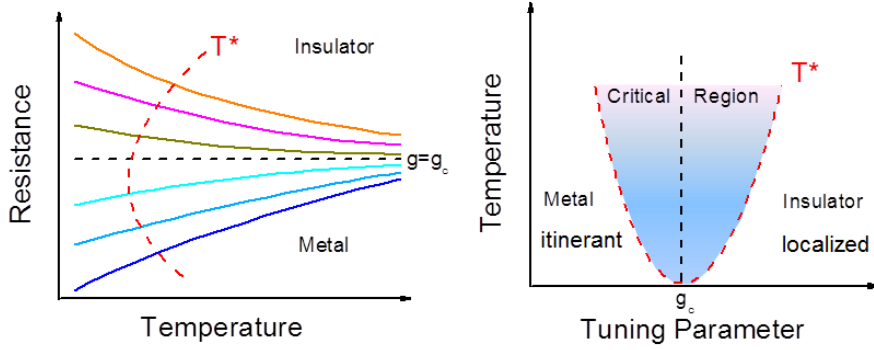 T*
Insulator
Resistance
g=gc
Metal
Temperature
T*
Critical Region
Temperature
Metal
itinerant
Insulator
localized
gc
Tuning Parameter